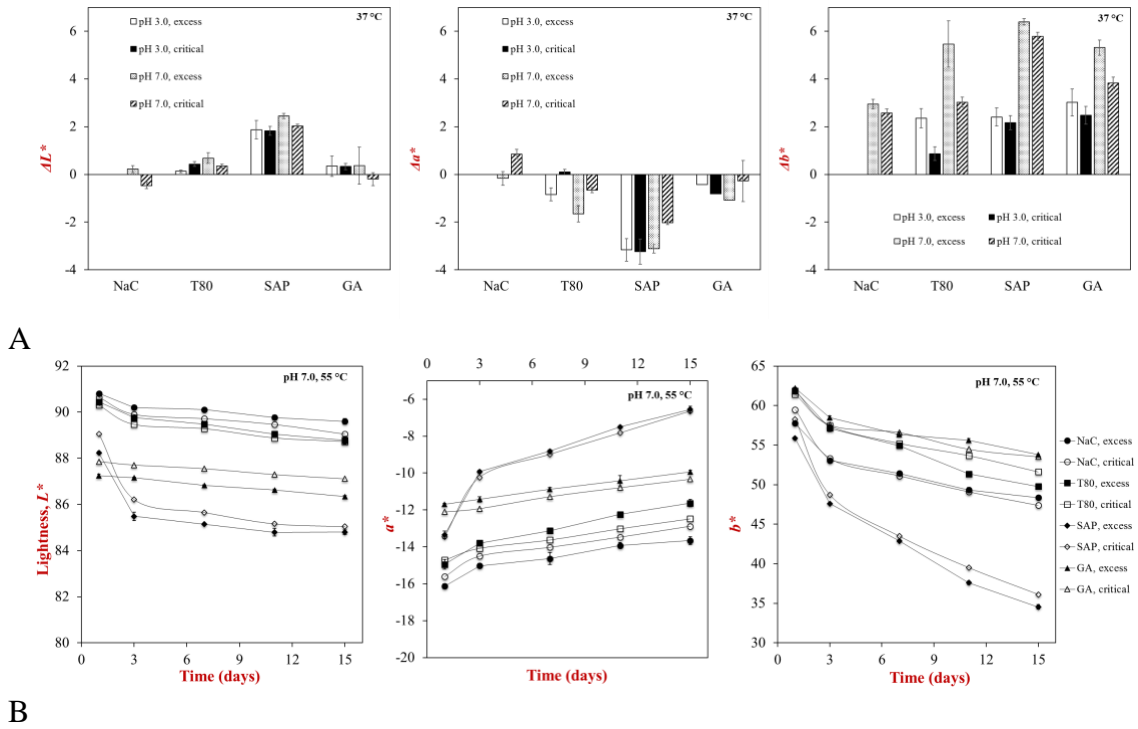 6
4
2
0
-2
-4
ΔL*
37 °C
pH 3.0, excess
pH 3.0, critical
pH 7.0, excess
pH 7.0, critical
NaC T80 SAP GA
6
4
2
0
-2
-4
Δa*
37 °C
pH 3.0, excess
pH 3.0, critical
pH 7.0, excess
pH 7.0, critical
NaC T80 SAP GA
6
4
2
0
-2
-4
Δb*
37 °C
pH 3.0, excess pH 3.0, critical
pH 7.0, excess pH 7.0, critical
NaC T80 SAP GA
A
92
90
88
86
84
82
80
Lightness, L*
pH 7.0, 55 °C
0 3 6 9 12 15
Time (days)
0 3 6 9 12 15
-6
-8
-10
-12
-14
-16
-18
-20
a*
pH 7.0, 55 °C
Time (days)
65
60
55
50
45
40
35
30
b*
pH 7.0, 55 °C
0 3 6 9 12 15
Time (days)
NaC, excess
NaC, critical
T80, excess
T80, critical
SAP, excess
SAP, critical
GA, excess
GA, critical
B